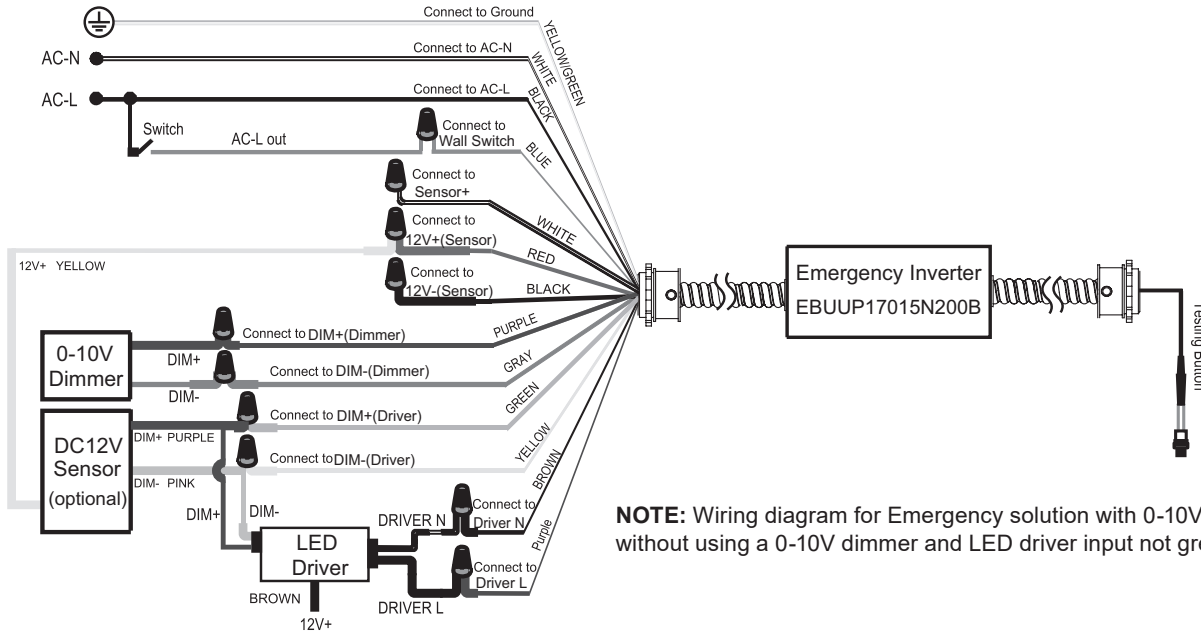 Connect to Ground
YELLOW/GREEN
AC-N
Connect to AC-N
WHITE
AC-L
Connect to AC-L
BLACK
Switch
AC-L out
Connect to
Wall Switch
BLUE
Connect to
Sensor+
WHITE
Connect to
12V+(Sensor)
RED
12V+ YELLOW
Connect to
12V-(Sensor)
BLACK
Emergency Inverter
EBUUP17015N200B
Testing Button
0-10V
Dimmer
DIM+
Connect to DIM+(Dimmer)
PURPLE
DIM-
Connect to DIM-(Dimmer)
GRAY
DC12V
Sensor
(optional)
DIM+ PURPLE
Connect to DIM+(Driver)
GREEN
DIM- PINK
Connect to DIM-(Driver)
YELLOW
DIM+
DIM-
LED
Driver
DRIVER N
Connect to
Driver N
BROWN
DRIVER L
Connect to
Driver L
Purple
BROWN
12V+
NOTE: Wiring diagram for Emergency solution with 0-10V
without using a 0-10V dimmer and LED driver input not